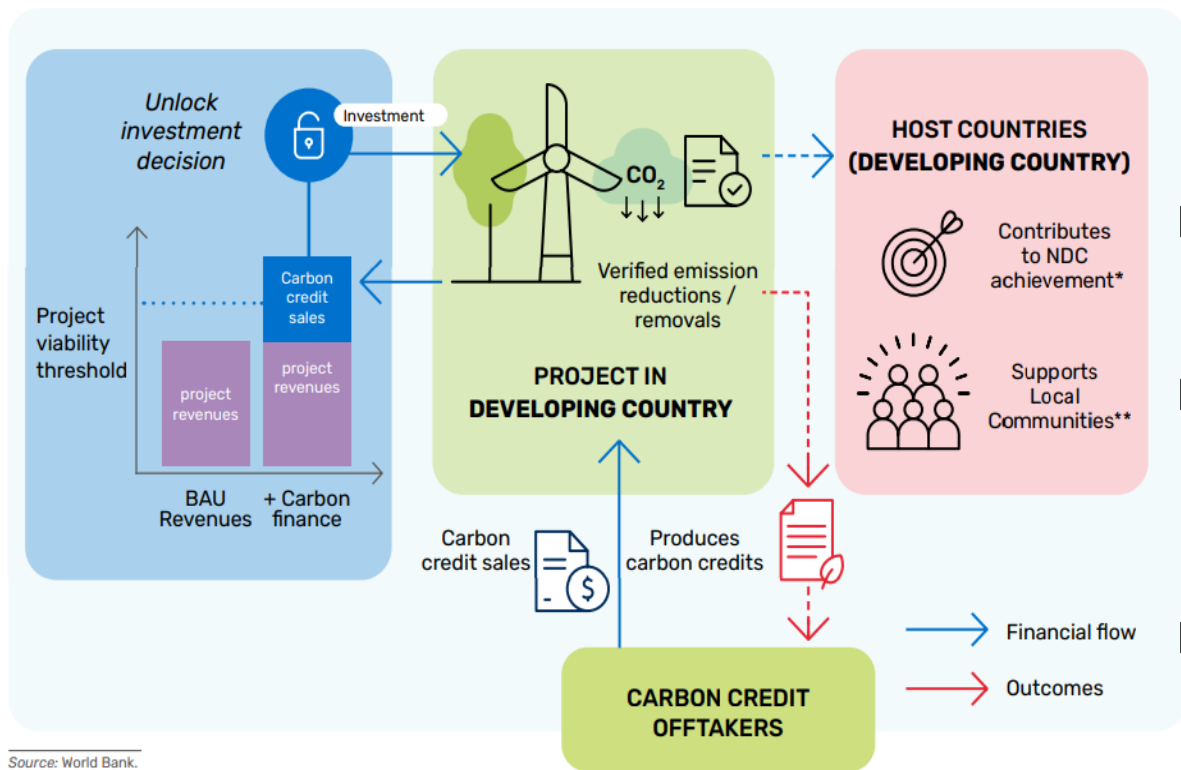 Unlock
investment
decision
Investment
Project
viability
threshold
Carbon
credit
sales
project
revenues
project
revenues
BAU
Revenues
+ Carbon
finance
CO₂
Verified emission
reductions /
removals
PROJECT IN
DEVELOPING COUNTRY
HOST COUNTRIES
(DEVELOPING COUNTRY)
Contributes
to NDC
achievement*
Supports
Local
Communities**
Carbon
credit sales
$
Produces
carbon credits
CARBON CREDIT
OFFTAKERS
Financial flow
Outcomes
Source: World Bank.